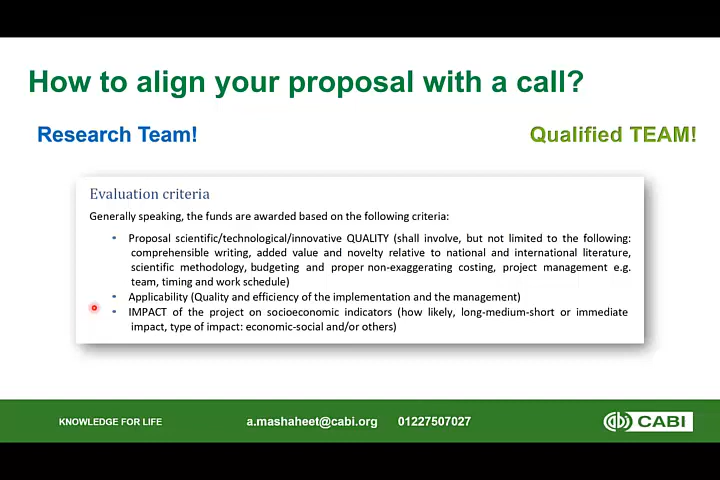 How to align your proposal with a call?
Research Team!
Qualified TEAM!
Evaluation criteria
Generally speaking, the funds are awarded based on the following criteria:
• Proposal scientific/technological/innovative QUALITY (shall involve, but not limited to the following:
comprehensible writing, added value and novelty relative to national and international literature,
scientific methodology, budgeting and proper non-exaggerating costing, project management e.g.
team, timing and work schedule)
• Applicability (Quality and efficiency of the implementation and the management)
• IMPACT of the project on socioeconomic indicators (how likely, long-medium-short or immediate
impact, type of impact: economic-social and/or others)
KNOWLEDGE FOR LIFE
a.mashaheet@cabi.org
01227507027
CABI